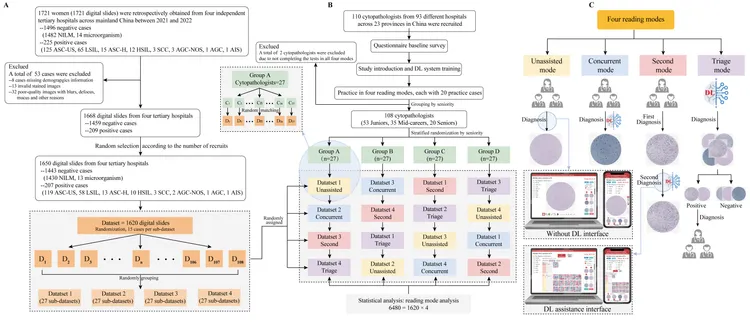 A
1721 women (1721 digital slides) were retrospectively obtained from four independent
tertiary hospitals across mainland China between 2021 and 2022
--1496 negative cases
(1482 NILM, 14 microorganism)
--225 positive cases
(125 ASC-US, 65 LSIL, 15 ASC-H, 12 HSIL, 3 SCC, 3 AGC-NOS, 1 AGC, 1 AIS)
Exclued
A total of 53 cases were excluded
--8 cases missing demographics information
--13 invalid stained images
--32 poor-quality images with blurs, defocus,
mucus and other reasons
1668 digital slides from four tertiary
--1459 negative cases
--209 positive cases
Random selection according to the number of recruits
1650 digital slides from four tertiary hospitals
--1443 negative cases
(1430 NILM, 13 microorganism)
--207 positive cases
(119 ASC-US, 58 LSIL, 13 ASC-H, 10 HSIL, 3 SCC, 2 AGC-NOS, 1 AGC, 1 AIS)
Dataset = 1620 digital slides
Randomization, 15 cases per sub-dataset
D1 D2 D3 ... Dn ... D106 D107 D108
Randomly grouping
Dataset 1
(27 sub-datasets)
Dataset 2
(27 sub-datasets)
Dataset 3
(27 sub-datasets)
Dataset 4
(27 sub-datasets)
Randomly
assigned
B
110 cytopathologists from 93 different hospitals
across 23 provinces in China were recruited
Exclued
A total of 2 cytopathologists were excluded
due to not completing the tests in all four modes
Questionnaire baseline survey
Study introduction and DL system training
Practice in four reading modes, each with 20 practice cases
Grouping by seniority
108 cytopathologists
(53 Juniors, 35 Mid-careers, 20 Seniors)
Stratified randomization by seniority
Group A
Cytopathologists=27
Random matching
Group A
(n=27)
Group B
(n=27)
Group C
(n=27)
Group D
(n=27)
Dataset 1
Unassisted
Dataset 3
Concurrent
Dataset 1
Second
Dataset 3
Triage
Dataset 2
Concurrent
Dataset 4
Second
Dataset 2
Triage
Dataset 4
Unassisted
Dataset 3
Second
Dataset 1
Triage
Dataset 3
Unassisted
Dataset 1
Concurrent
Dataset 4
Triage
Dataset 2
Unassisted
Dataset 4
Concurrent
Dataset 2
Second
Statistical analysis: reading mode analysis
6480 = 1620 × 4
C
Four reading modes
Unassisted
mode
Concurrent
mode
Second
mode
Triage
mode
DL
Diagnosis
Diagnosis
DL
First
Diagnosis
Diagnosis
Second
Diagnosis
DL
Positive
Negative
Diagnosis
Without DL interface
DL assistance interface